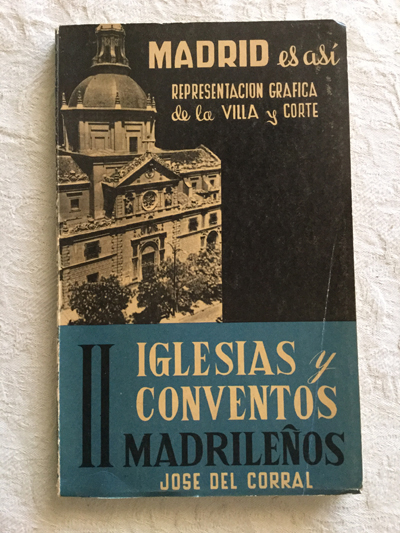 MADRID es así
REPRESENTACION GRAFICA
de la VILLA y CORTE
II
IGLESIAS y
CONVENTOS
MADRILEÑOS
JOSE DEL CORRAL